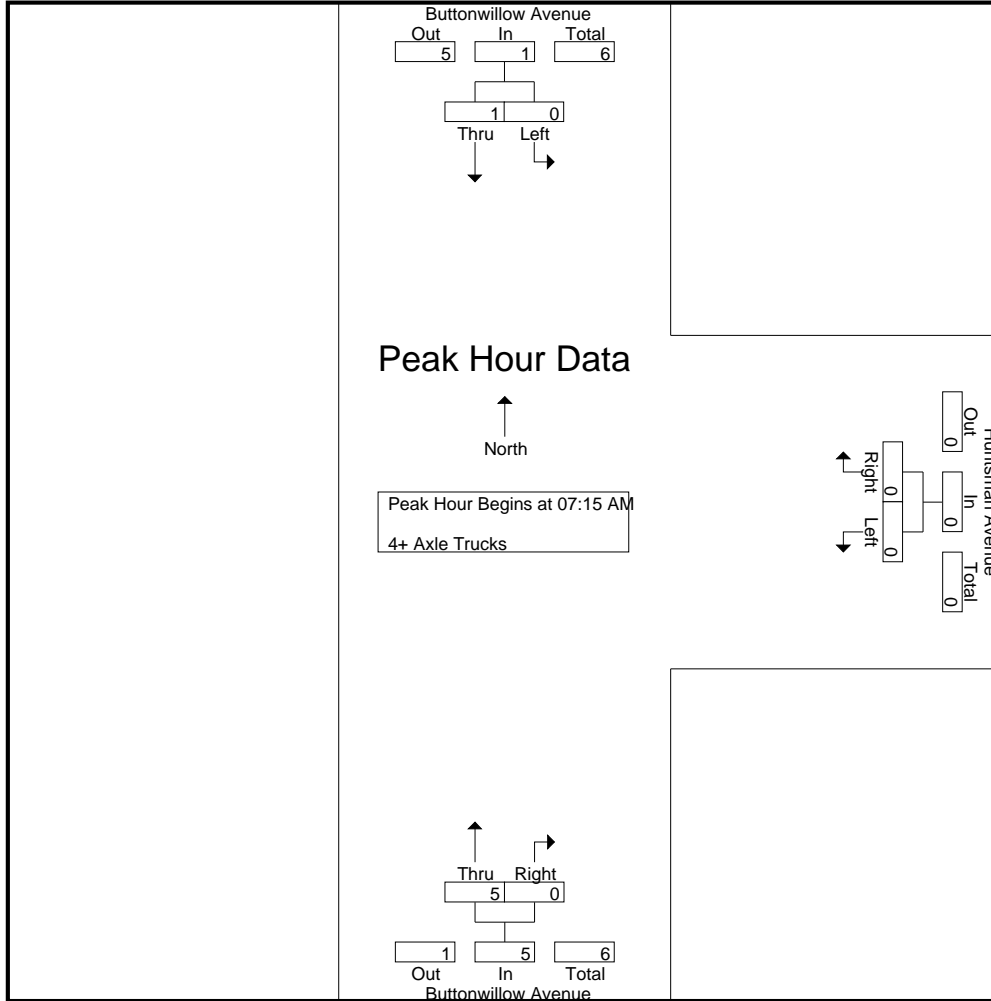 Buttonwillow Avenue
Out In Total
5 1 6
1 0
Thru Left
Peak Hour Data
North
Peak Hour Begins at 07:15 AM
4+ Axle Trucks
Huntsman Avenue
Out In Total
0 0 0
Right Left
0 0
Thru Right
5 0
1 5 6
Out In Total
Buttonwillow Avenue